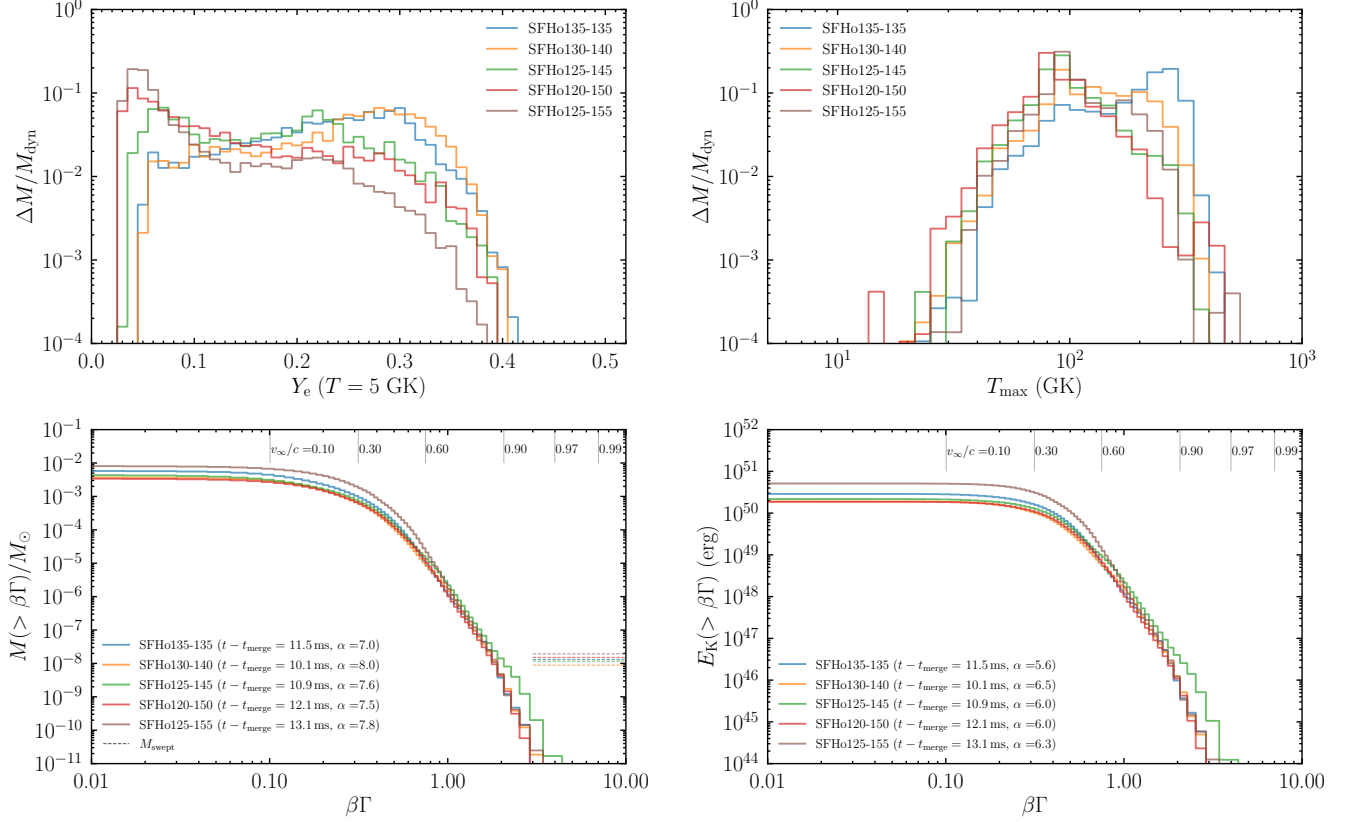 10^0
10^-1
10^-2
10^-3
10^-4
ΔM/M_dyn
SFHo135-135
SFHo130-140
SFHo125-145
SFHo120-150
SFHo125-155
0.0 0.1 0.2 0.3 0.4 0.5
Y_e (T = 5 GK)
10^0
10^-1
10^-2
10^-3
10^-4
ΔM/M_dyn
SFHo135-135
SFHo130-140
SFHo125-145
SFHo120-150
SFHo125-155
10^1 10^2 10^3
T_max (GK)
10^-1
10^-2
10^-3
10^-4
10^-5
10^-6
10^-7
10^-8
10^-9
10^-10
10^-11
M(> βΓ)/M_⊙
v_∞/c =0.10 0.30 0.60 0.90 0.97 0.99
SFHo135-135 (t − t_merge = 11.5 ms, α =7.0)
SFHo130-140 (t − t_merge = 10.1 ms, α =8.0)
SFHo125-145 (t − t_merge = 10.9 ms, α =7.6)
SFHo120-150 (t − t_merge = 12.1 ms, α =7.5)
SFHo125-155 (t − t_merge = 13.1 ms, α =7.8)
M_swept
0.01 0.10 1.00 10.00
βΓ
10^52
10^51
10^50
10^49
10^48
10^47
10^46
10^45
10^44
E_K(> βΓ) (erg)
v_∞/c =0.10 0.30 0.60 0.90 0.97 0.99
SFHo135-135 (t − t_merge = 11.5 ms, α =5.6)
SFHo130-140 (t − t_merge = 10.1 ms, α =6.5)
SFHo125-145 (t − t_merge = 10.9 ms, α =6.0)
SFHo120-150 (t − t_merge = 12.1 ms, α =6.0)
SFHo125-155 (t − t_merge = 13.1 ms, α =6.3)
0.01 0.10 1.00 10.00
βΓ